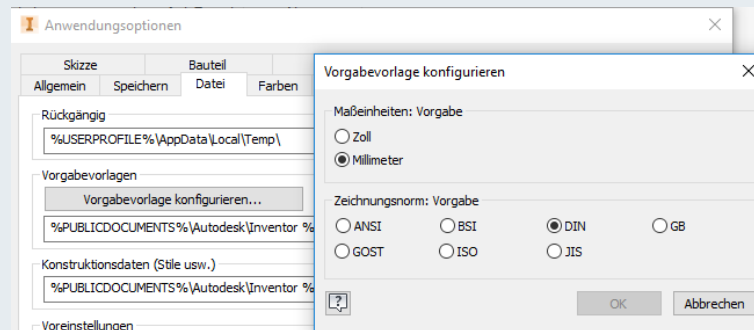 Anwendungsoptionen
Skizze
Bauteil
Allgemein
Speichern
Datei
Farben
Rückgängig
%USERPROFILE%\AppData\Local\Temp\
Vorgabevorlagen
Vorgabevorlage konfigurieren...
%PUBLICDOCUMENTS%\Autodesk\Inventor %
Konstruktionsdaten (Stile usw.)
%PUBLICDOCUMENTS%\Autodesk\Inventor %
Voreinstellungen
Vorgabevorlage konfigurieren
Maßeinheiten: Vorgabe
Zoll
Millimeter
Zeichnungsnorm: Vorgabe
ANSI
BSI
DIN
GB
GOST
ISO
JIS
OK
Abbrechen